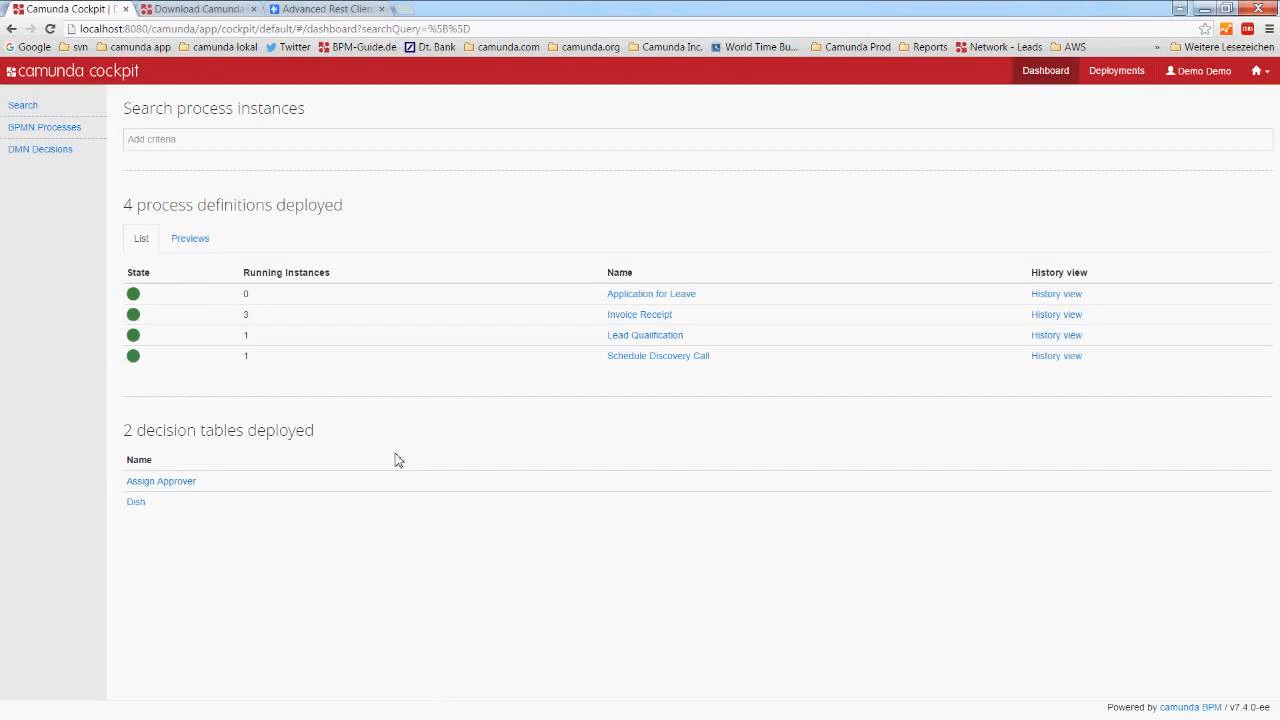 Camunda Cockpit | D
Download Camunda
Advanced Rest Clien
localhost:8080/camunda/app/cockpit/default/#/dashboard?searchQuery=%5B%5D
Google svn camunda app camunda lokal Twitter BPM-Guide.de Dt. Bank camunda.com camunda.org Camunda Inc. World Time Bu... Camunda Prod Reports Network - Leads AWS » Weitere Lesezeichen
camunda cockpit
Dashboard Deployments Demo Demo
Search
BPMN Processes
DMN Decisions
Search process instances
Add criteria
4 process definitions deployed
List Previews
State Running Instances Name History view
0 Application for Leave History view
3 Invoice Receipt History view
1 Lead Qualification History view
1 Schedule Discovery Call History view
2 decision tables deployed
Name
Assign Approver
Dish
Powered by camunda BPM / v7.4.0-ee